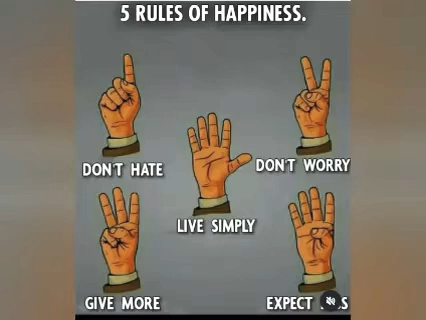 5 RULES OF HAPPINESS.
DON'T HATE
DON'T WORRY
LIVE SIMPLY
GIVE MORE
EXPECT